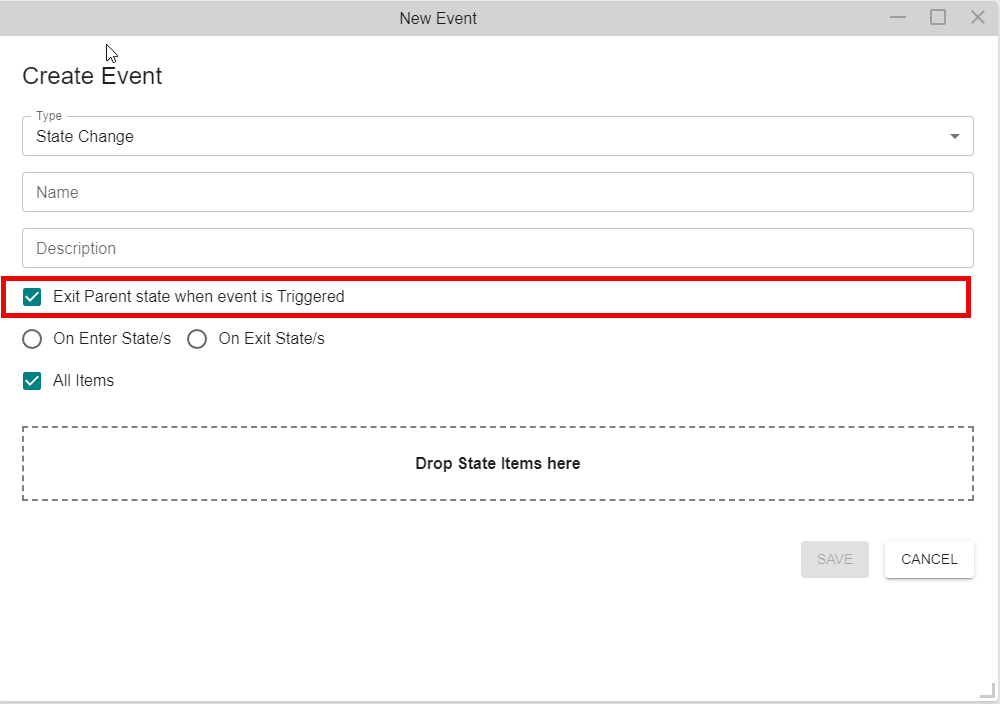 New Event
Create Event
Type
State Change
Name
Description
Exit Parent state when event is Triggered
On Enter State/s On Exit State/s
All Items
Drop State Items here
SAVE CANCEL